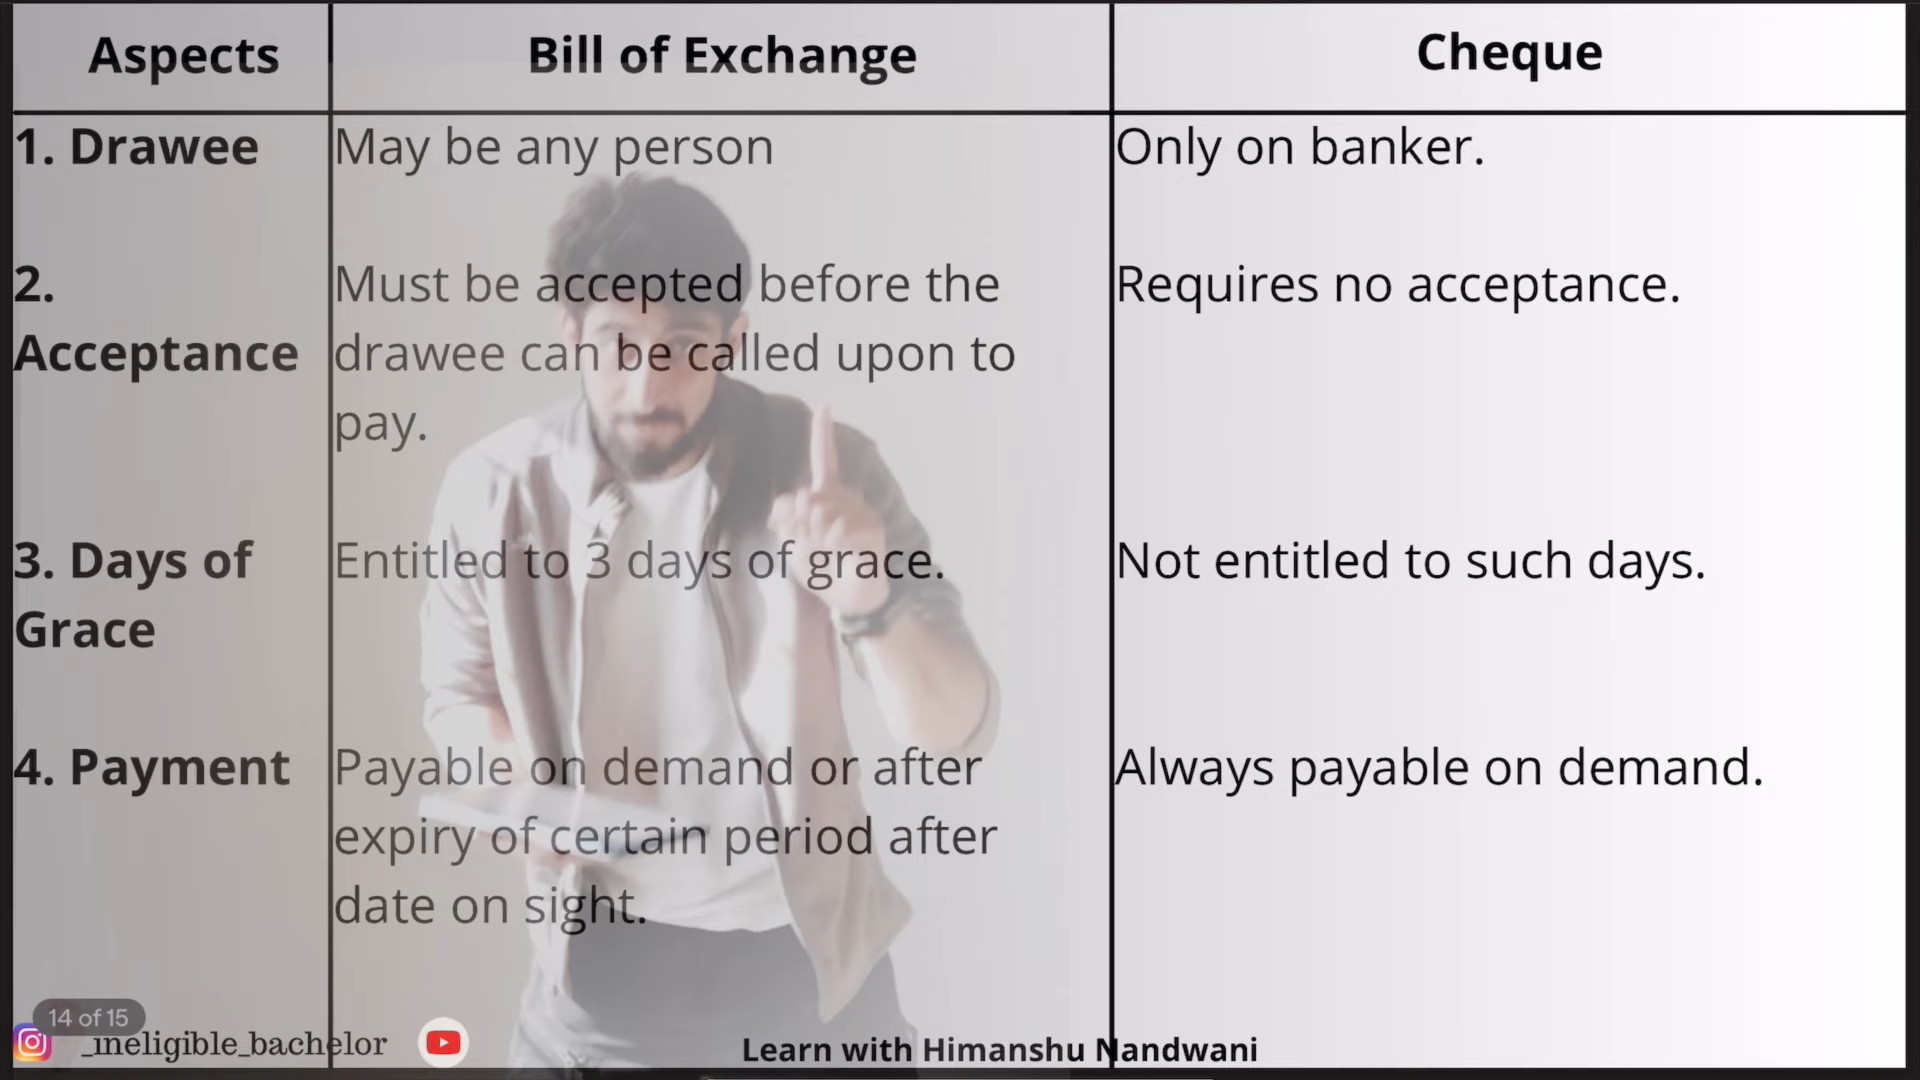 Aspects
Bill of Exchange
Cheque
1. Drawee
May be any person
Only on banker.
2.
Acceptance
Must be accepted before the
drawee can be called upon to
pay.
Requires no acceptance.
3. Days of
Grace
Entitled to 3 days of grace.
Not entitled to such days.
4. Payment
Payable on demand or after
expiry of certain period after
date on sight.
Always payable on demand.
14 of 15
_ineligible_bachelor
Learn with Himanshu Nandwani